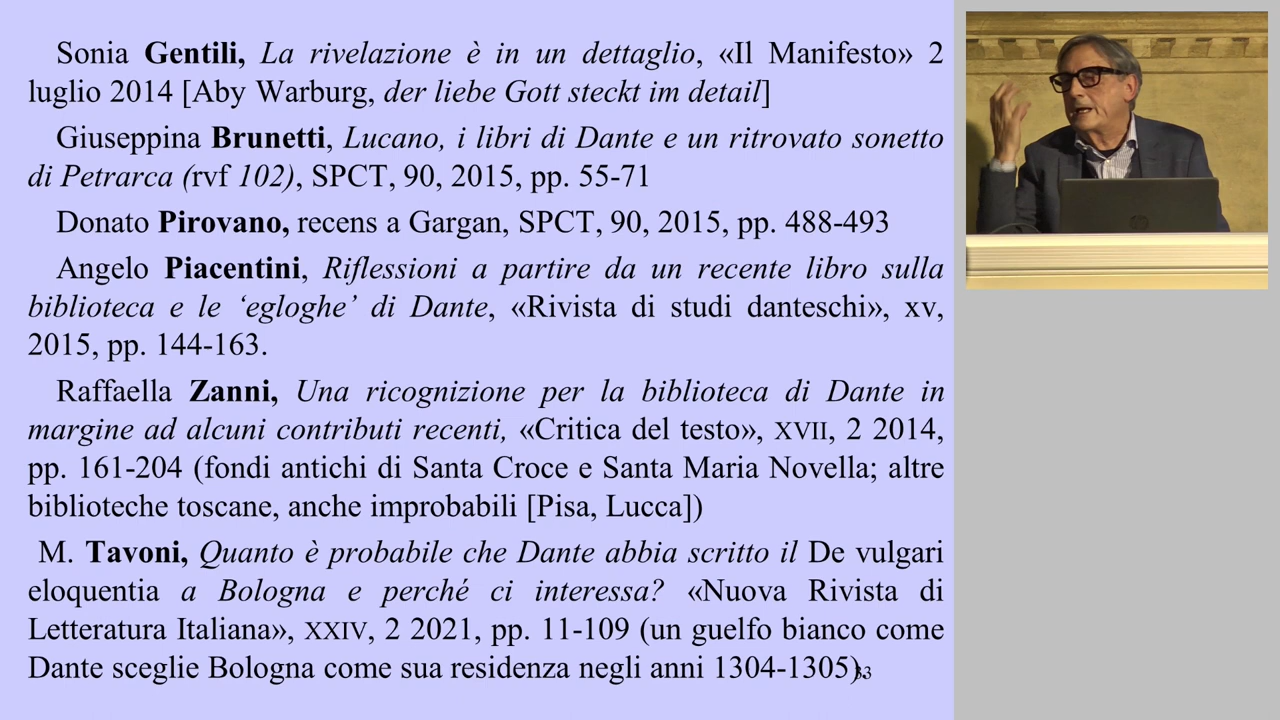 Sonia Gentili, La rivelazione è in un dettaglio, «Il Manifesto» 2
luglio 2014 [Aby Warburg, der liebe Gott steckt im detail]
Giuseppina Brunetti, Lucano, i libri di Dante e un ritrovato sonetto
di Petrarca (rvf 102), SPCT, 90, 2015, pp. 55-71
Donato Pirovano, recens a Gargan, SPCT, 90, 2015, pp. 488-493
Angelo Piacentini, Riflessioni a partire da un recente libro sulla
biblioteca e le ‘egloghe’ di Dante, «Rivista di studi danteschi», xv,
2015, pp. 144-163.
Raffaella Zanni, Una ricognizione per la biblioteca di Dante in
margine ad alcuni contributi recenti, «Critica del testo», XVII, 2 2014,
pp. 161-204 (fondi antichi di Santa Croce e Santa Maria Novella; altre
biblioteche toscane, anche improbabili [Pisa, Lucca])
M. Tavoni, Quanto è probabile che Dante abbia scritto il De vulgari
eloquentia a Bologna e perché ci interessa? «Nuova Rivista di
Letteratura Italiana», XXIV, 2 2021, pp. 11-109 (un guelfo bianco come
Dante sceglie Bologna come sua residenza negli anni 1304-1305).